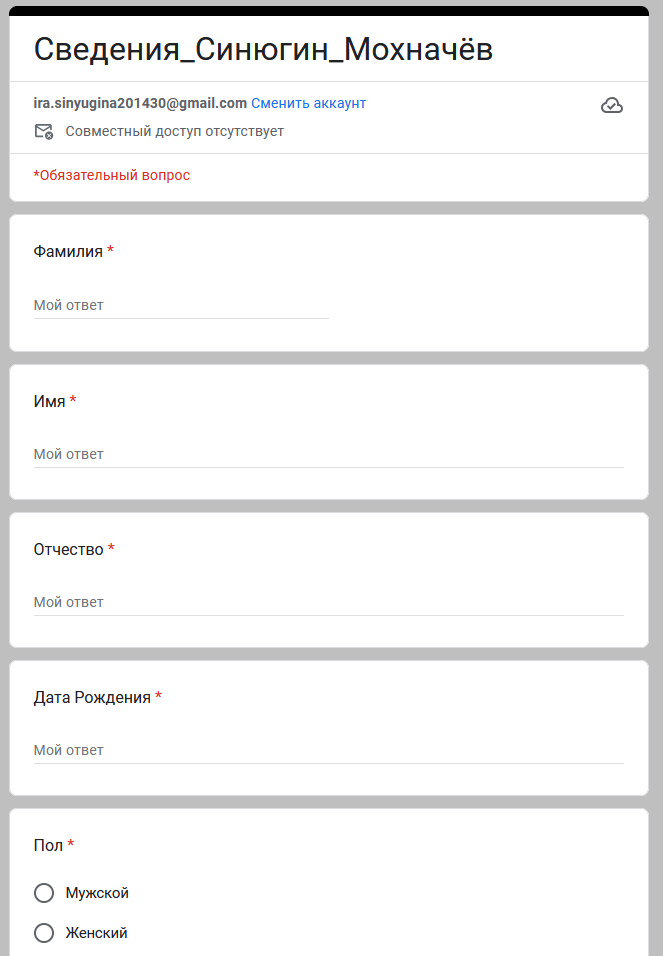 Сведения_Синюгин_Мохначёв
ira.sinyugina201430@gmail.com Сменить аккаунт
Совместный доступ отсутствует
*Обязательный вопрос
Фамилия *
Мой ответ
Имя *
Мой ответ
Отчество *
Мой ответ
Дата Рождения *
Мой ответ
Пол *
Мужской
Женский